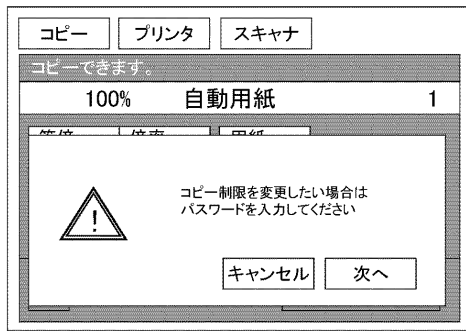 コピー プリンタ スキャナ
コピーできます。
100% 自動用紙 1
コピー制限を変更したい場合は
パスワードを入力してください
キャンセル 次へ